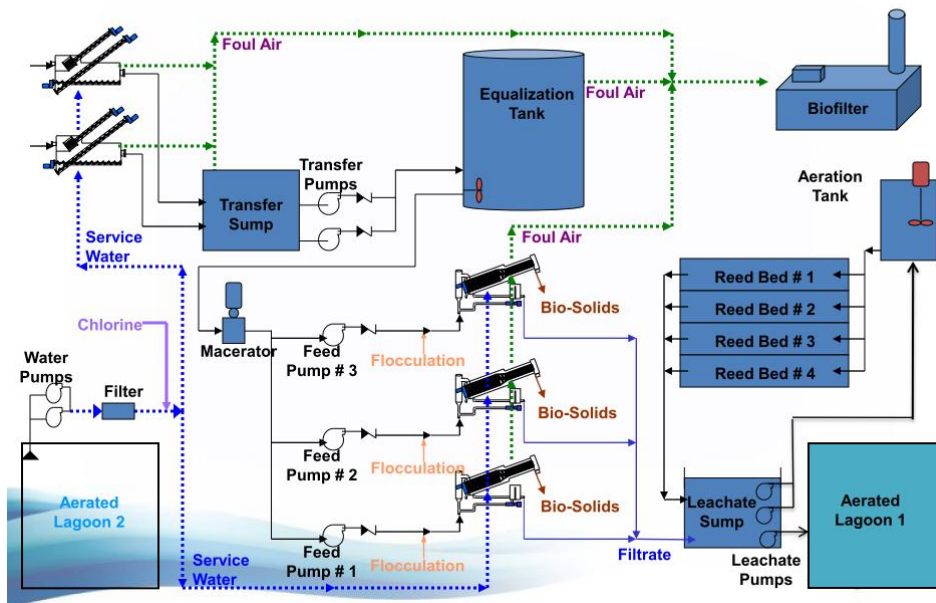 Foul Air
Equalization
Tank
Foul Air
Biofilter
Transfer
Pumps
Transfer
Sump
Aeration
Tank
Service
Water
Foul Air
Reed Bed # 1
Reed Bed # 2
Reed Bed # 3
Reed Bed # 4
Bio-Solids
Chlorine
Macerator
Feed
Pump # 3
Flocculation
Water
Pumps
Filter
Bio-Solids
Feed
Pump # 2
Flocculation
Aerated
Lagoon 2
Bio-Solids
Leachate
Sump
Aerated
Lagoon 1
Service
Water
Feed
Pump # 1
Flocculation
Filtrate
Leachate
Pumps